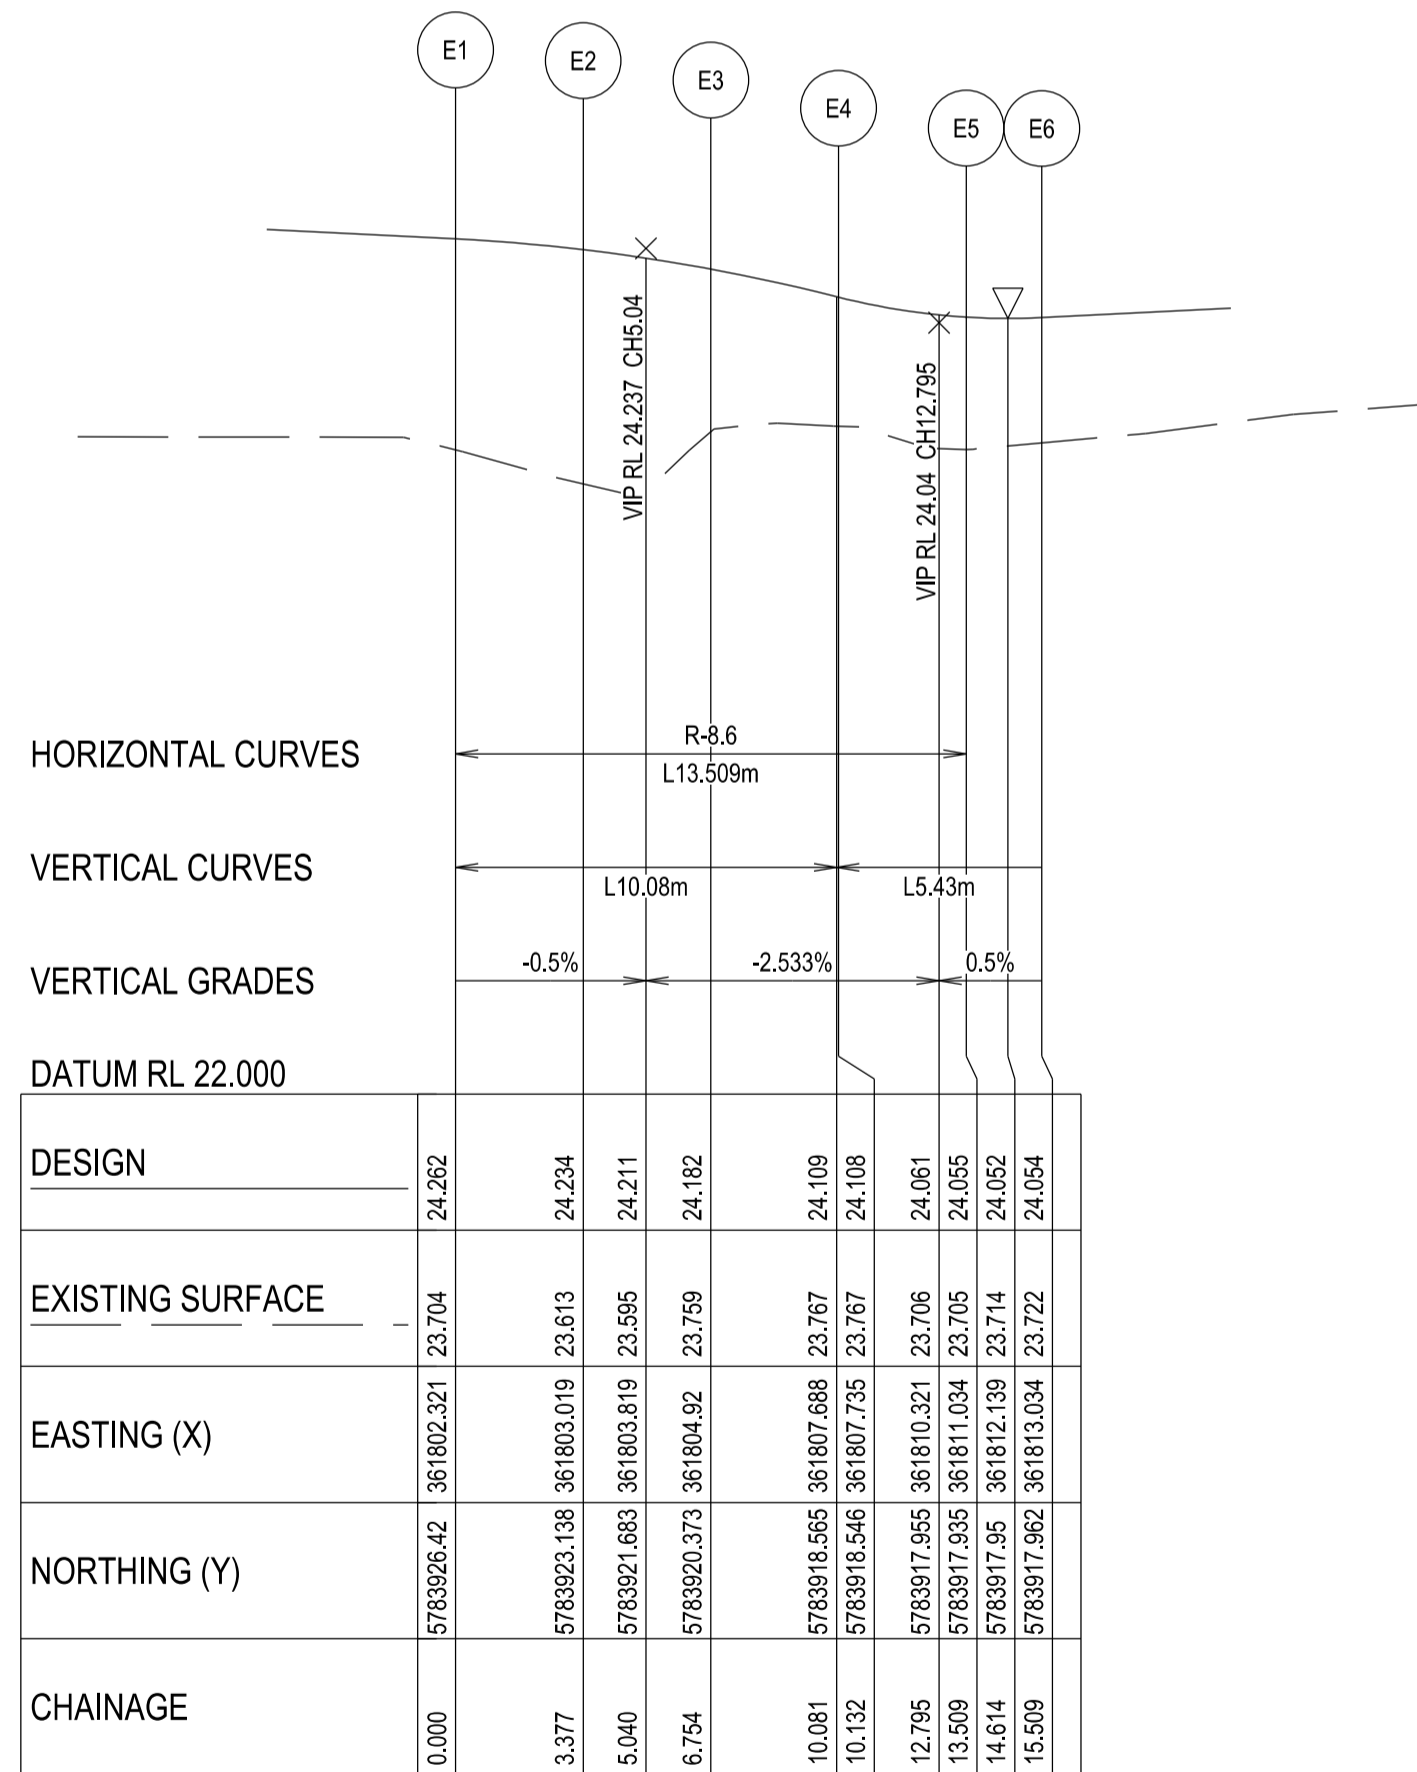 E1 E2 E3 E4 E5 E6
VIP RL 24.237 CH5.04
VIP RL 24.04 CH12.795
HORIZONTAL CURVES
R-8.6
L13.509m
VERTICAL CURVES
L10.08m L5.43m
VERTICAL GRADES
-0.5% -2.533% 0.5%
DATUM RL 22.000
DESIGN 24.262 24.234 24.211 24.182 24.109 24.108 24.061 24.055 24.052 24.054
EXISTING SURFACE 23.704 23.613 23.595 23.759 23.767 23.767 23.706 23.705 23.714 23.722
EASTING (X) 361802.321 361803.019 361803.819 361804.92 361807.688 361807.735 361810.321 361811.034 361812.139 361813.034
NORTHING (Y) 5783926.42 5783923.138 5783921.683 5783920.373 5783918.565 5783918.546 5783917.955 5783917.935 5783917.95 5783917.962
CHAINAGE 0.000 3.377 5.040 6.754 10.081 10.132 12.795 13.509 14.614 15.509